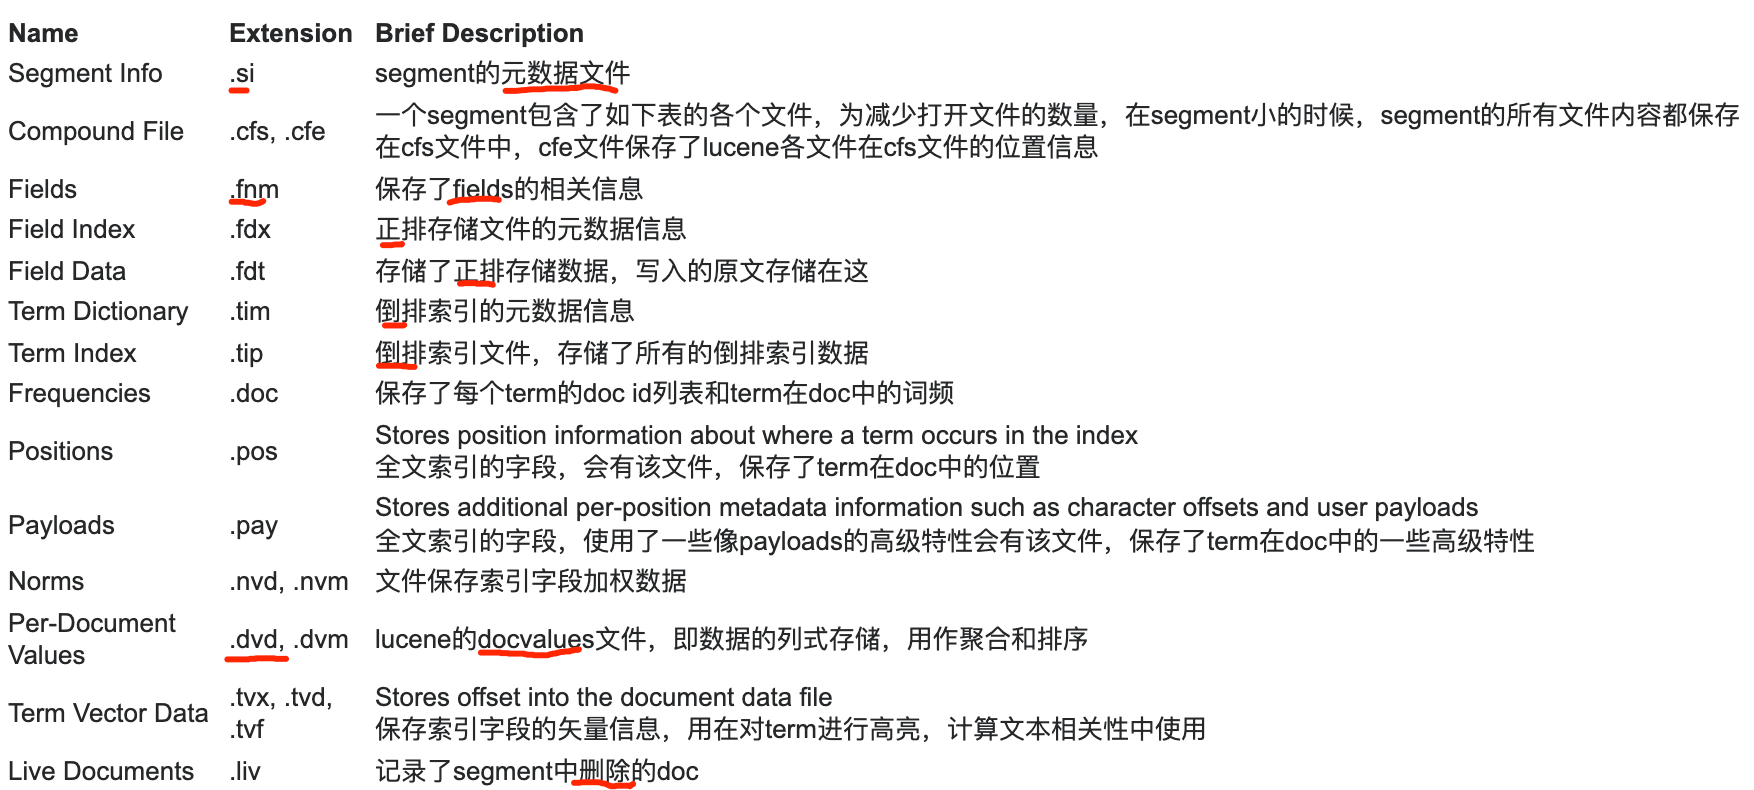 Name Extension Brief Description
Segment Info .si segment的元数据文件
一个segment包含了如下表的各个文件，为减少打开文件的数量，在segment小的时候，segment的所有文件内容都保存
Compound File .cfs, .cfe
在cfs文件中，cfe文件保存了lucene各文件在cfs文件的位置信息
Fields .fnm 保存了fields的相关信息
Field Index .fdx 正排存储文件的元数据信息
Field Data .fdt 存储了正排存储数据，写入的原文存储在这
Term Dictionary .tim 倒排索引的元数据信息
Term Index .tip 倒排索引文件，存储了所有的倒排索引数据
Frequencies .doc 保存了每个term的doc id列表和term在doc中的词频
Stores position information about where a term occurs in the index
Positions .pos
全文索引的字段，会有该文件，保存了term在doc中的位置
Stores additional per-position metadata information such as character offsets and user payloads
Payloads .pay
全文索引的字段，使用了一些像payloads的高级特性会有该文件，保存了term在doc中的一些高级特性
Norms .nvd, .nvm 文件保存索引字段加权数据
Per-Document
Values
.dvd, .dvm lucene的docvalues文件，即数据的列式存储，用作聚合和排序
Term Vector Data
.tvx, .tvd,
.tvf
Stores offset into the document data file
保存索引字段的矢量信息，用在对term进行高亮，计算文本相关性中使用
Live Documents .liv 记录了segment中删除的doc